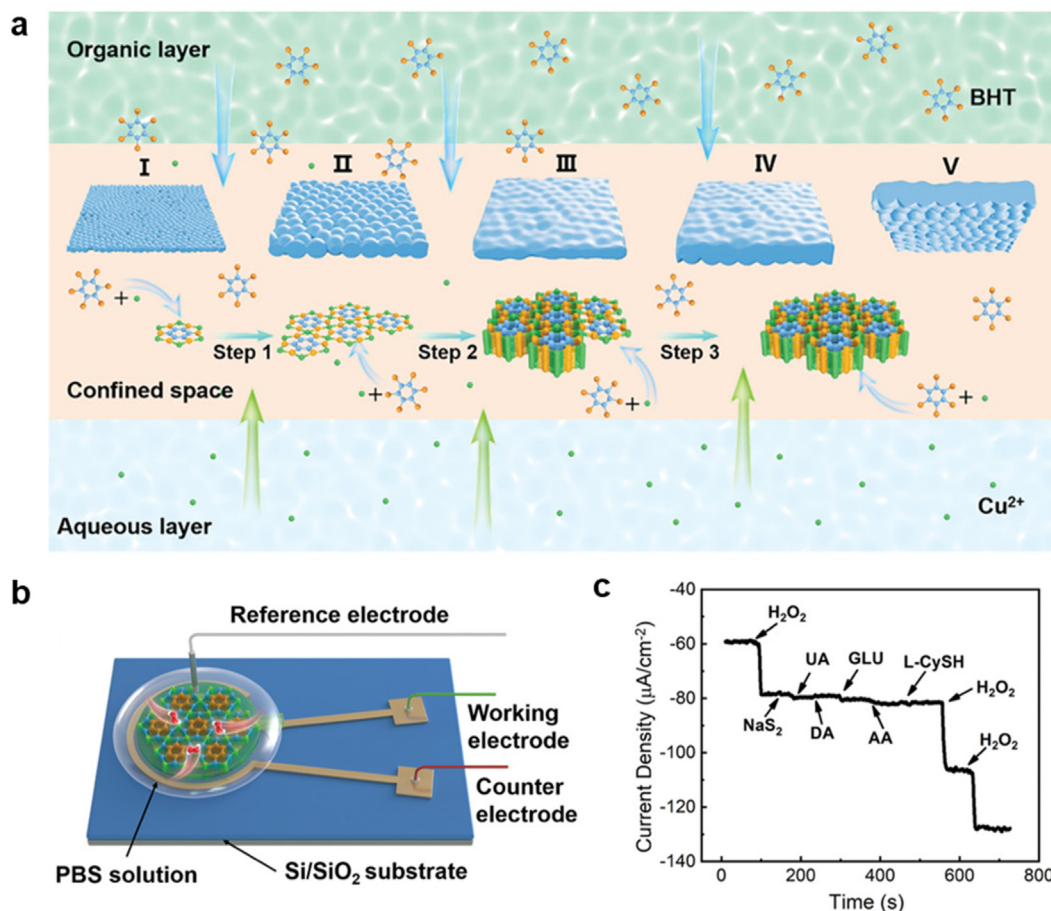 a
Organic layer
BHT
I II III IV V
+ + + +
Step 1 Step 2 Step 3
Confined space
Aqueous layer
Cu²⁺
b
Reference electrode
Working
electrode
Counter
electrode
PBS solution
Si/SiO₂ substrate
c
Current Density (μA/cm⁻²)
-40
-60
-80
-100
-120
-140
H₂O₂
UA
GLU
L-CySH
H₂O₂
NaS₂
DA
AA
H₂O₂
0 200 400 600 800
Time (s)